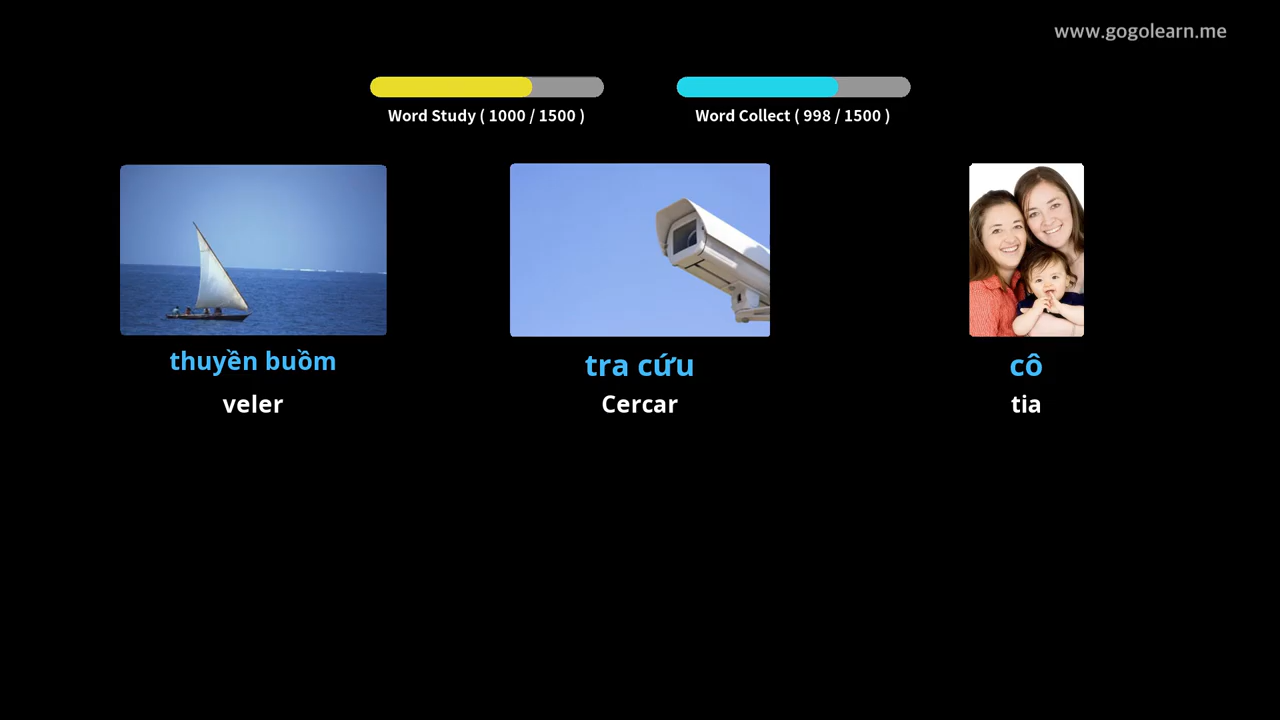 www.gogolearn.me
Word Study ( 1000 / 1500 )
Word Collect ( 998 / 1500 )
thuyền buồm
tra cứu
cô
veler
Cercar
tia